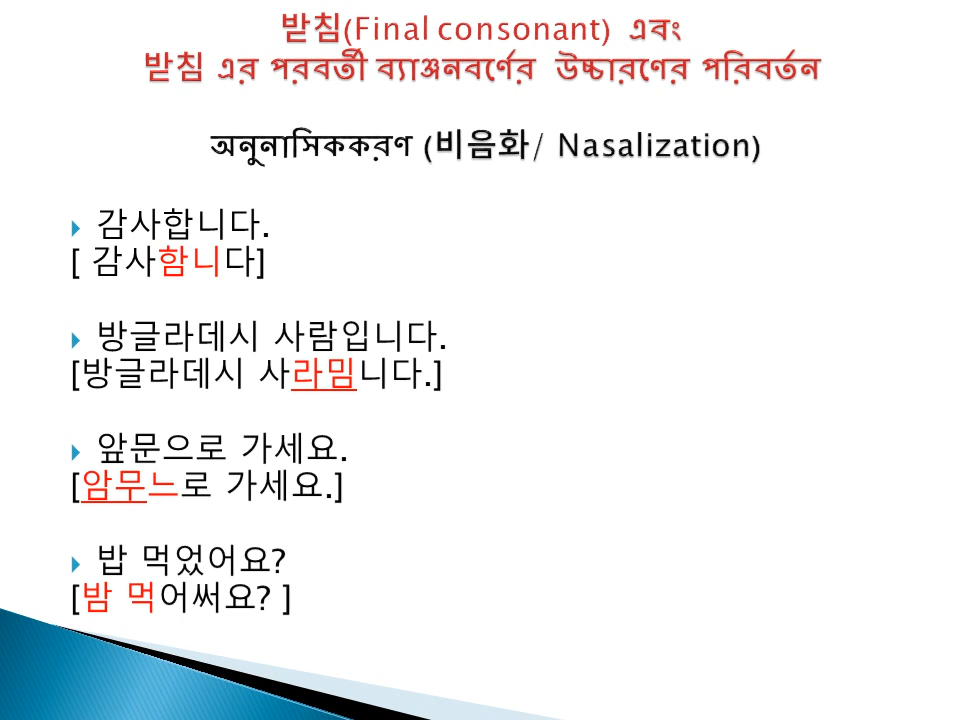 받침(Final consonant) এবং
받침 এর পরবর্তী ব্যাঞ্জনবর্ণের উচ্চারণের পরিবর্তন
অনুনাসিককরণ (비음화/ Nasalization)
감사합니다.
[ 감사함니다]
방글라데시 사람입니다.
[방글라데시 사라밈니다.]
앞문으로 가세요.
[암무느로 가세요.]
밥 먹었어요?
[밤 먹어써요? ]